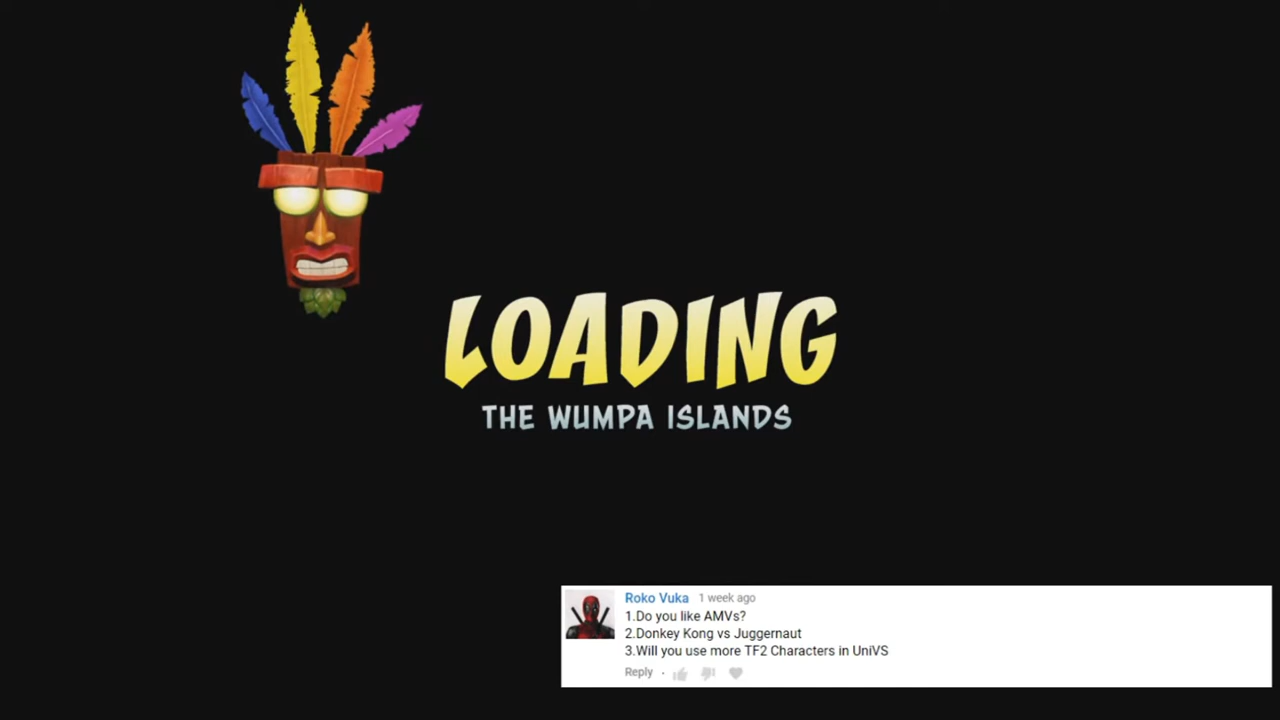 LOADING
THE WUMPA ISLANDS
Roko Vuka 1 week ago
1.Do you like AMVs?
2.Donkey Kong vs Juggernaut
3.Will you use more TF2 Characters in UniVS
Reply ·